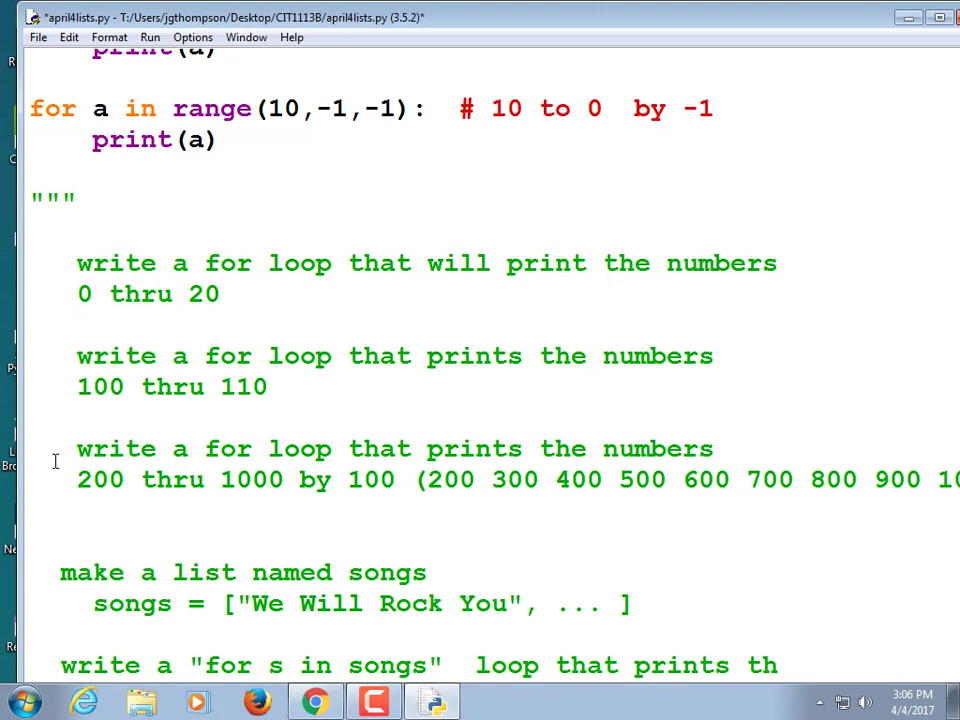 *april4lists.py - T:/Users/jgthompson/Desktop/CIT1113B/april4lists.py (3.5.2)*
File Edit Format Run Options Window Help
print(a)
for a in range(10,-1,-1):  # 10 to 0  by -1
print(a)
"""
write a for loop that will print the numbers
0 thru 20
write a for loop that prints the numbers
100 thru 110
write a for loop that prints the numbers
200 thru 1000 by 100 (200 300 400 500 600 700 800 900 10
make a list named songs
songs = ["We Will Rock You", ... ]
write a "for s in songs"  loop that prints th
3:06 PM
4/4/2017